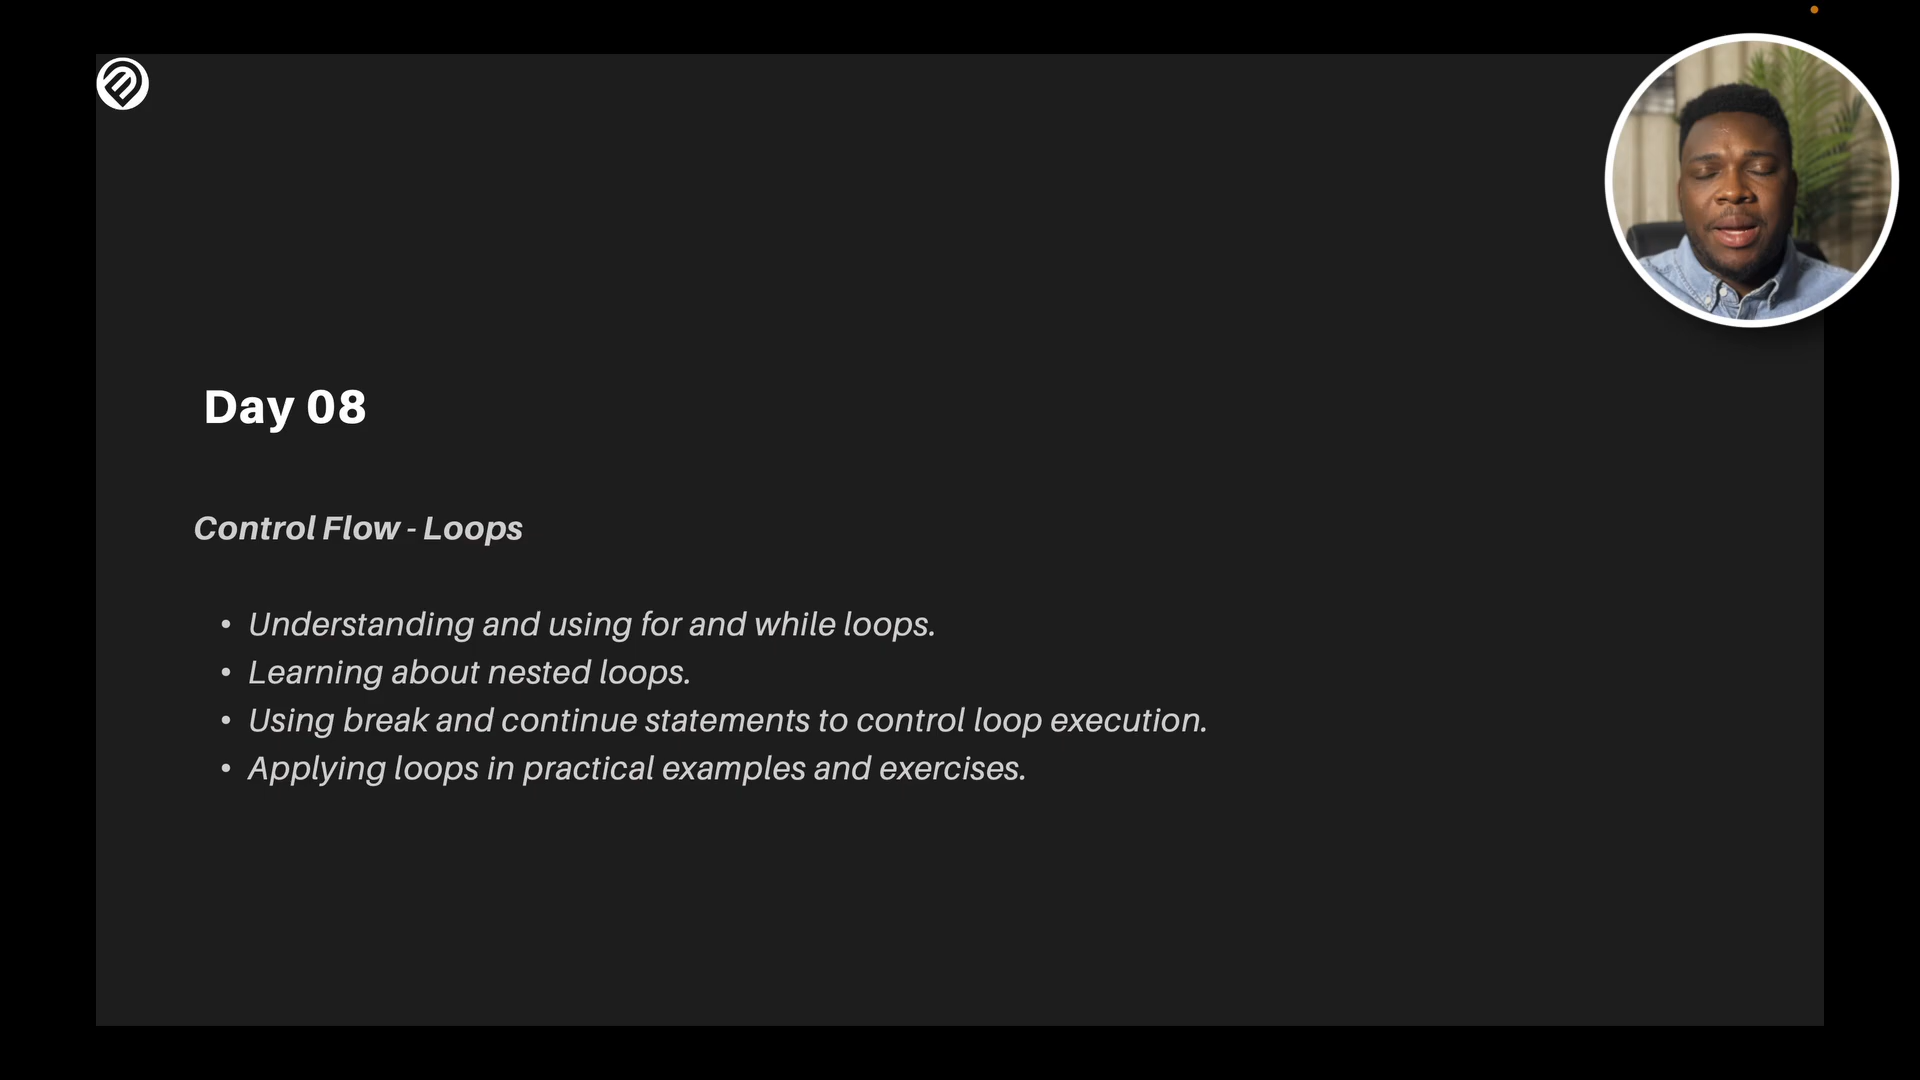 Day 08
Control Flow - Loops
• Understanding and using for and while loops.
• Learning about nested loops.
• Using break and continue statements to control loop execution.
• Applying loops in practical examples and exercises.